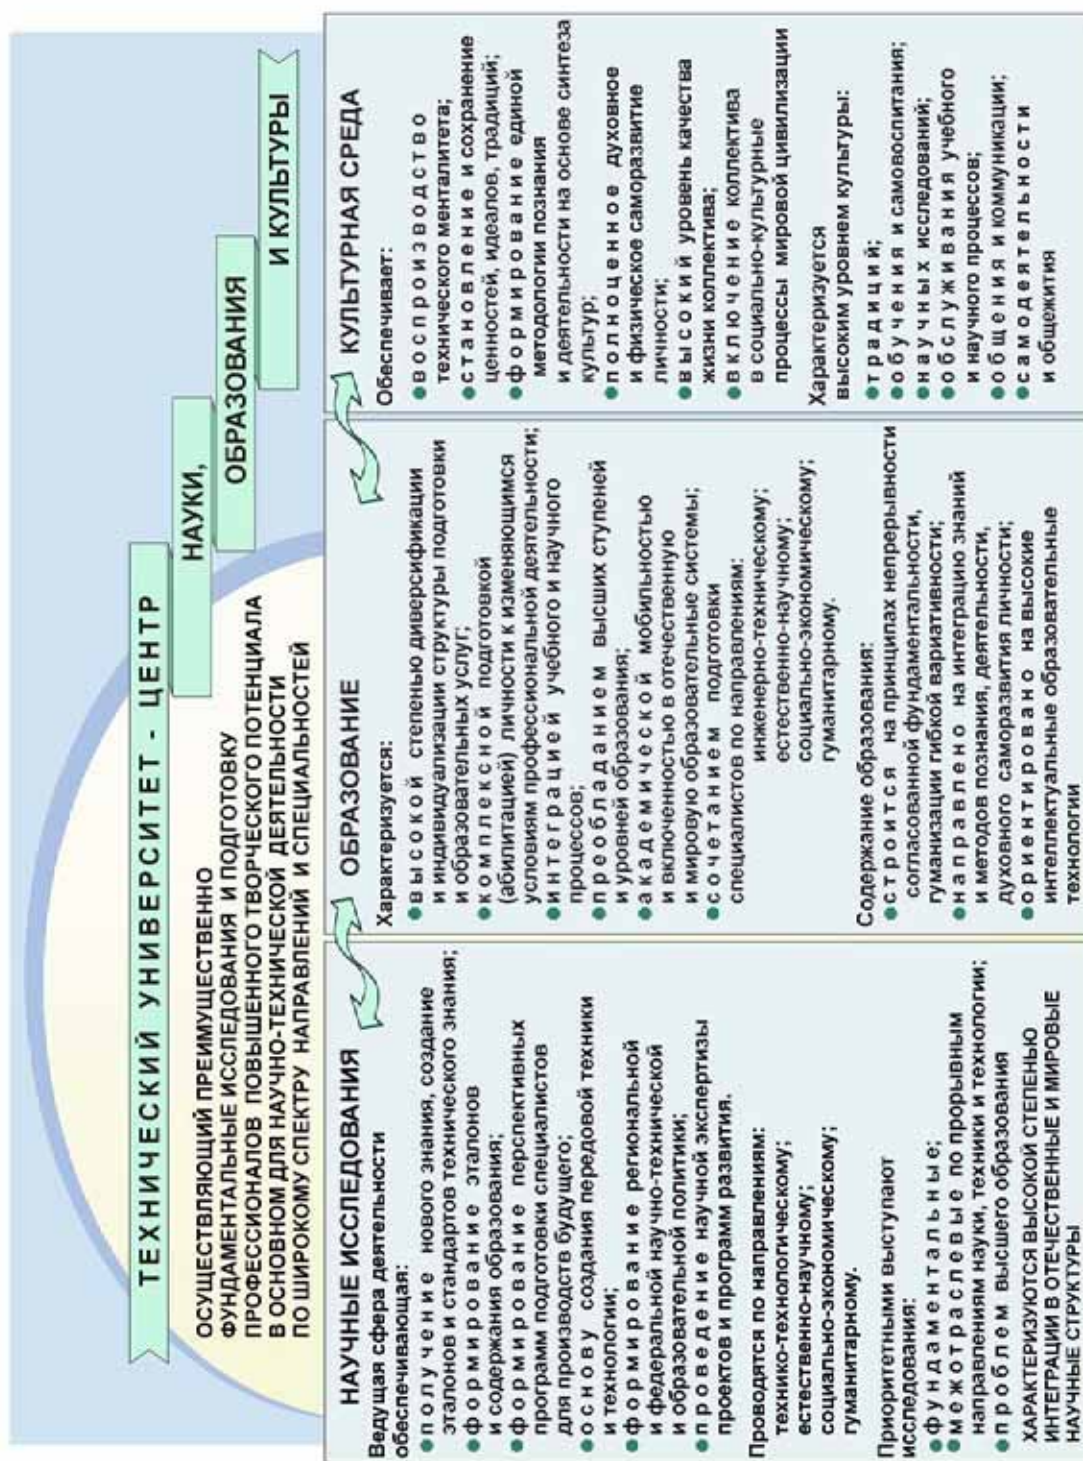 ТЕХНИЧЕСКИЙ УНИВЕРСИТЕТ - ЦЕНТР
НАУКИ,
ОБРАЗОВАНИЯ
И КУЛЬТУРЫ
ОСУЩЕСТВЛЯЮЩИЙ ПРЕИМУЩЕСТВЕННО
ФУНДАМЕНТАЛЬНЫЕ ИССЛЕДОВАНИЯ И ПОДГОТОВКУ
ПРОФЕССИОНАЛОВ ПОВЫШЕННОГО ТВОРЧЕСКОГО ПОТЕНЦИАЛА
В ОСНОВНОМ ДЛЯ НАУЧНО-ТЕХНИЧЕСКОЙ ДЕЯТЕЛЬНОСТИ
ПО ШИРОКОМУ СПЕКТРУ НАПРАВЛЕНИЙ И СПЕЦИАЛЬНОСТЕЙ
НАУЧНЫЕ ИССЛЕДОВАНИЯ
Ведущая сфера деятельности
обеспечивающая:
● получение нового знания, создание
эталонов и стандартов технического знания;
● формирование эталонов
и содержания образования;
● формирование перспективных
программ подготовки специалистов
для производств будущего;
● основу создания передовой техники
и технологии;
● формирование региональной
и федеральной научно-технической
и образовательной политики;
● проведение научной экспертизы
проектов и программ развития.
Проводятся по направлениям:
технико-технологическому;
естественно-научному;
социально-экономическому;
гуманитарному.
Приоритетными выступают
исследования:
● фундаментальные;
● межотраслевые по прорывным
направлениям науки, техники и технологии;
● проблем высшего образования
ХАРАКТЕРИЗУЮТСЯ ВЫСОКОЙ СТЕПЕНЬЮ
ИНТЕГРАЦИИ В ОТЕЧЕСТВЕННЫЕ И МИРОВЫЕ
НАУЧНЫЕ СТРУКТУРЫ
ОБРАЗОВАНИЕ
Характеризуется:
● высокой степенью диверсификации
и индивидуализации структуры подготовки
и образовательных услуг;
● комплексной подготовкой
(абилитацией) личности к изменяющимся
условиям профессиональной деятельности;
● интеграцией учебного и научного
процессов;
● преобладанием высших ступеней
и уровней образования;
● академической мобильностью
и включенностью в отечественную
и мировую образовательные системы;
● сочетанием подготовки
специалистов по направлениям:
инженерно-техническому;
естественно-научному;
социально-экономическому;
гуманитарному.
Содержание образования:
● строится на принципах непрерывности
согласованной фундаментальности,
гуманизации гибкой вариативности;
● направлено на интеграцию знаний
и методов познания, деятельности,
духовного саморазвития личности;
● ориентировано на высокие
интеллектуальные образовательные
технологии
КУЛЬТУРНАЯ СРЕДА
Обеспечивает:
● воспроизводство
технического менталитета;
● становление и сохранение
ценностей, идеалов, традиций;
● формирование единой
методологии познания
и деятельности на основе синтеза
культур;
● полноценное духовное
и физическое саморазвитие
личности;
● высокий уровень качества
жизни коллектива;
● включение коллектива
в социально-культурные
процессы мировой цивилизации
Характеризуется
высоким уровнем культуры:
● традиций;
● обучения и самовоспитания;
● научных исследований;
● обслуживания учебного
и научного процессов;
● общения и коммуникации;
● самодеятельности
и общежития